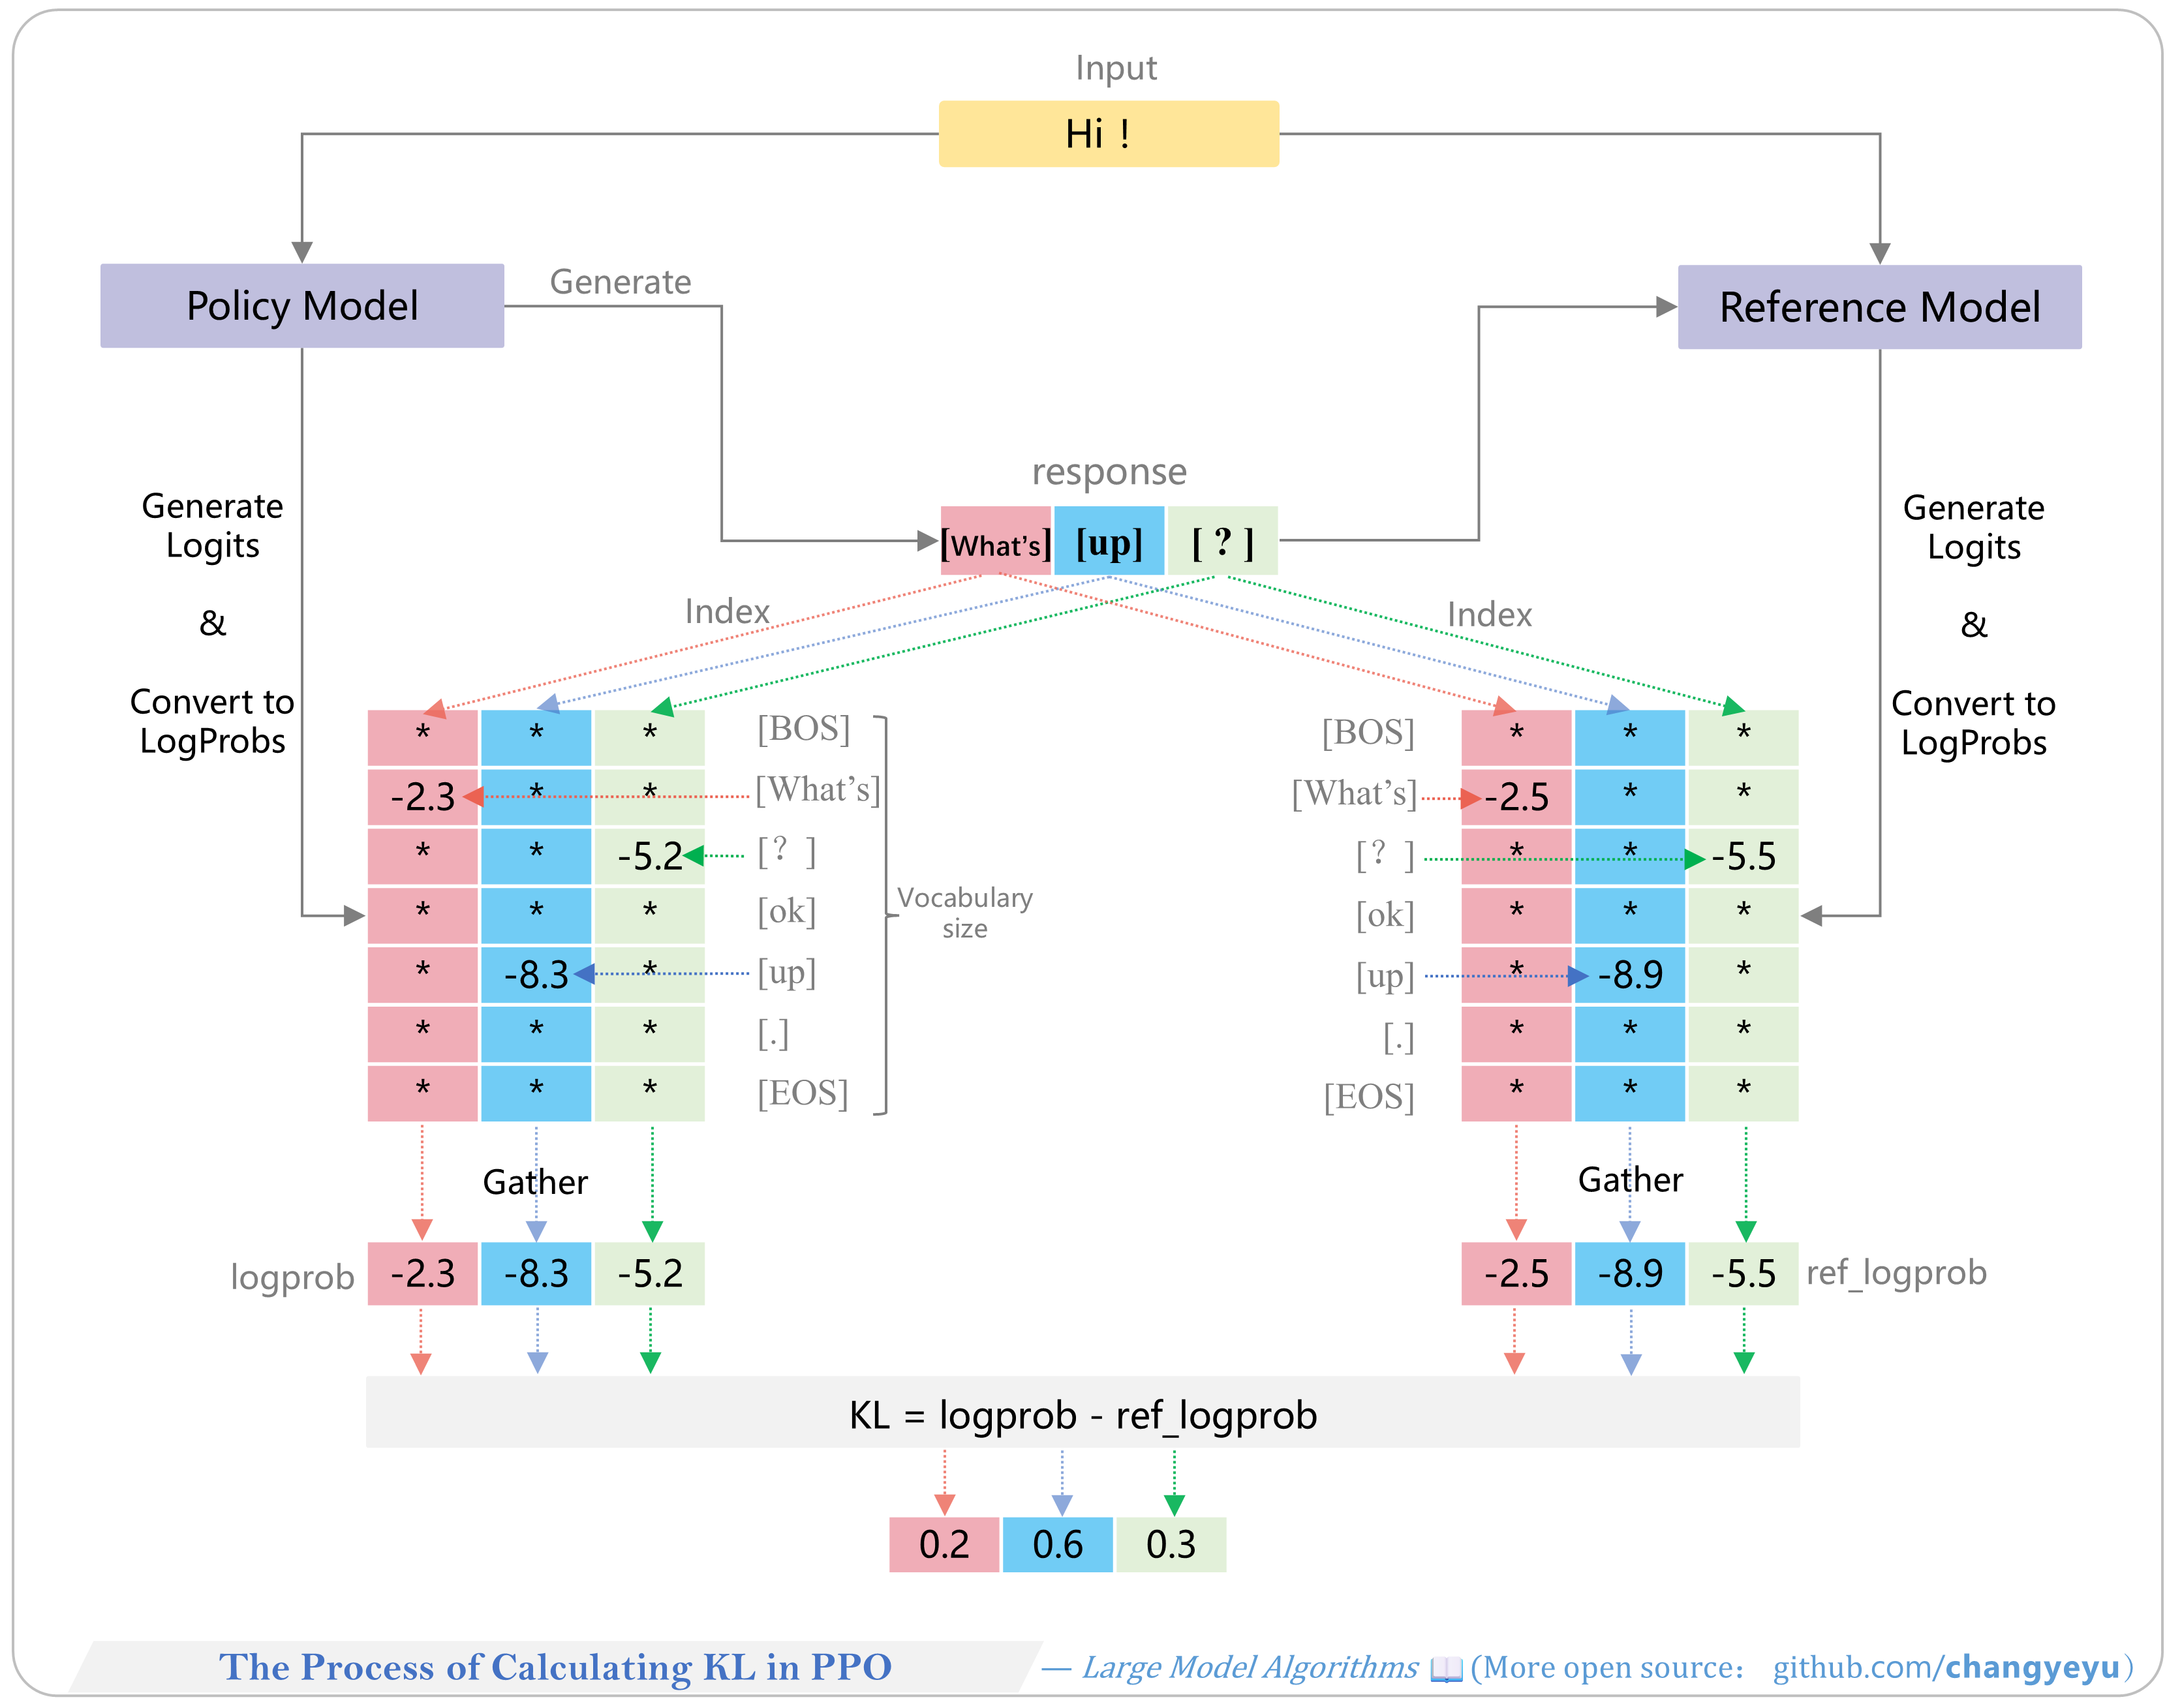 Input
Hi !
Policy Model
Generate
Reference Model
response
[What's] [up] [ ? ]
Generate
Logits
&
Convert to
LogProbs
Generate
Logits
&
Convert to
LogProbs
Index
Index
* * * [BOS]
-2.3 * * [What's]
* * -5.2 [ ? ]
* * * [ok]
* -8.3 * [up]
* * * [.]
* * * [EOS]
Vocabulary
size
[BOS] * * *
[What's] -2.5 * *
[ ? ] * * -5.5
[ok] * * *
[up] * -8.9 *
[.] * * *
[EOS] * * *
Gather
Gather
logprob -2.3 -8.3 -5.2
-2.5 -8.9 -5.5 ref_logprob
KL = logprob - ref_logprob
0.2 0.6 0.3
The Process of Calculating KL in PPO — Large Model Algorithms 📖 (More open source： github.com/changyeyu）